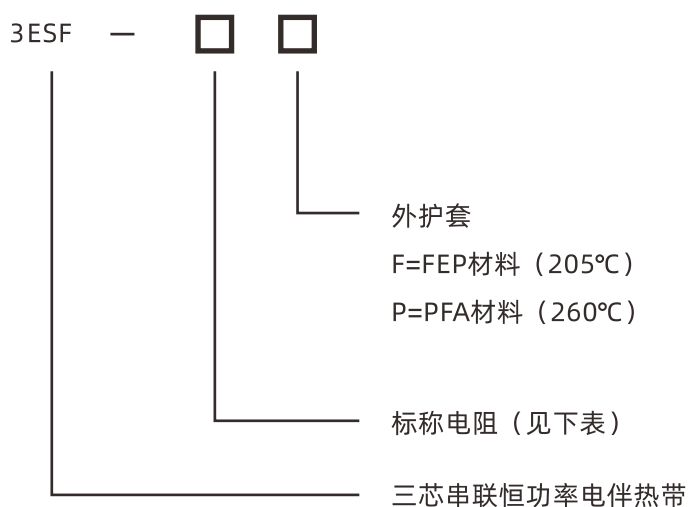 3ESF — □ □
外护套
F=FEP材料（205℃）
P=PFA材料（260℃）
标称电阻（见下表）
三芯串联恒功率电伴热带